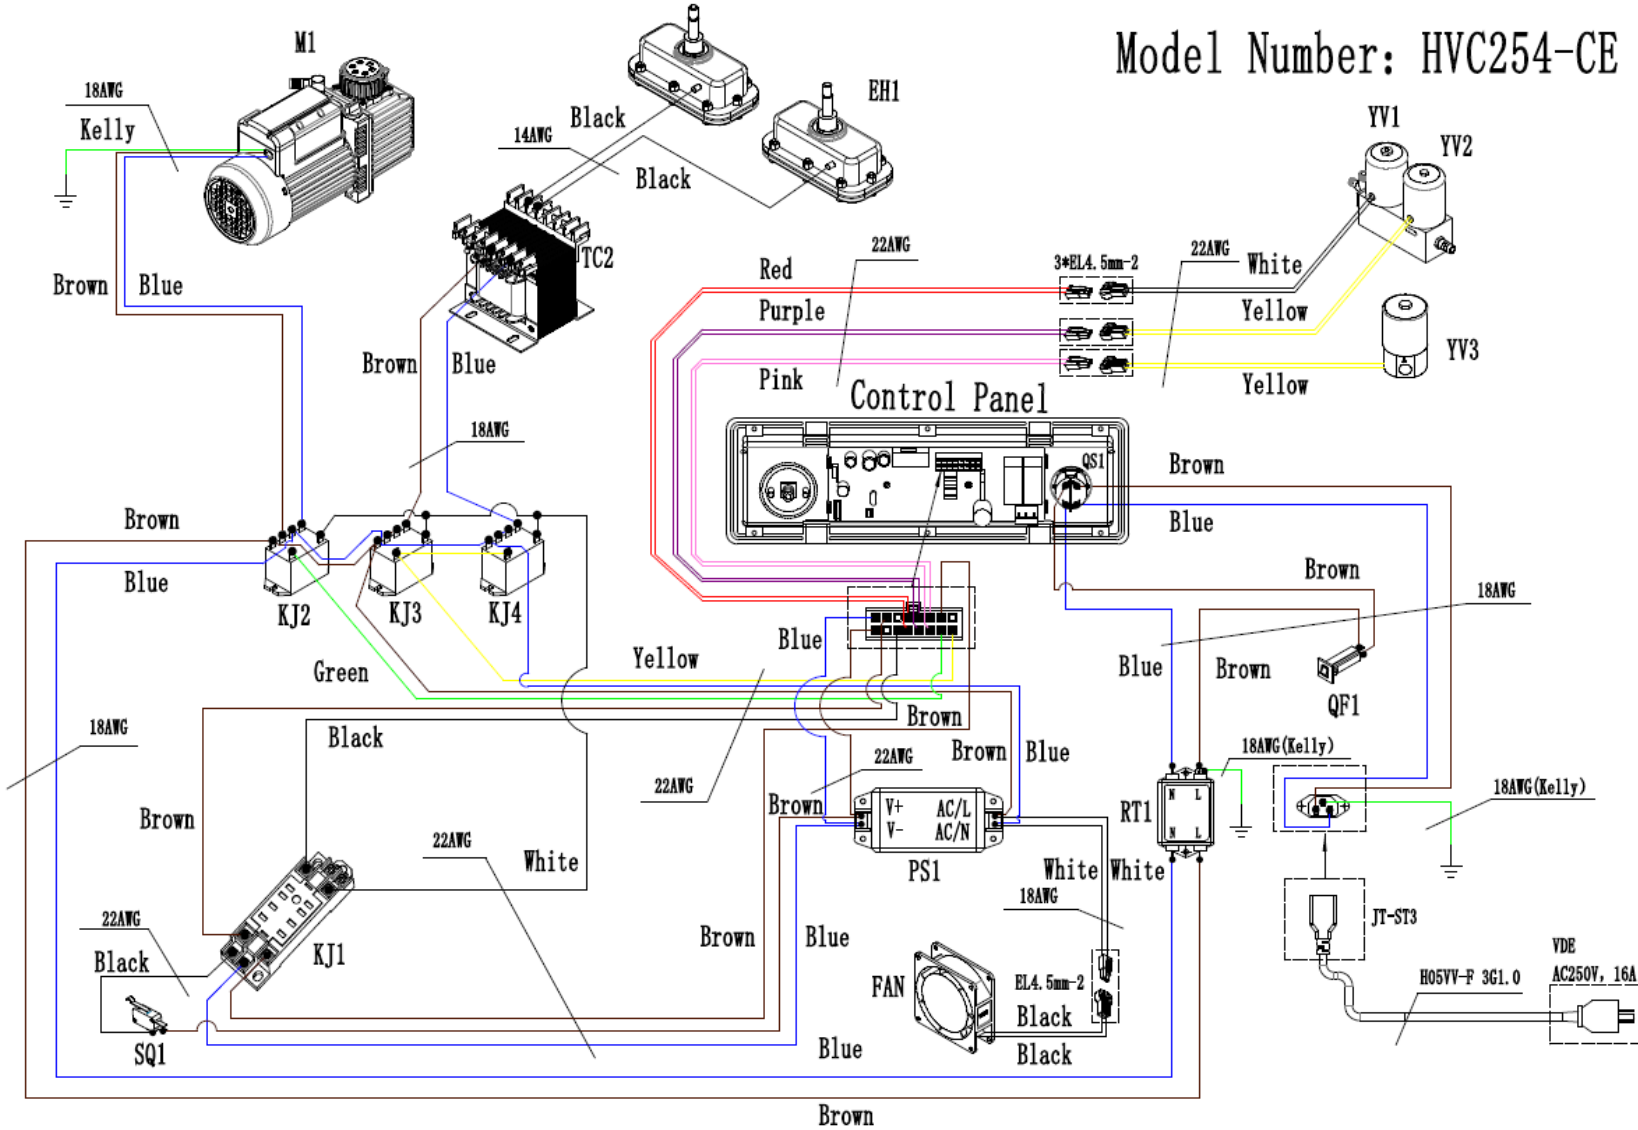 Model Number: HVC254-CE
M1
18AWG
Kelly
Black
EH1
14AWG
Black
YV1
YV2
TC2
22AWG
22AWG
3*EL4.5mm-2
Red
White
Brown
Blue
Purple
Yellow
Brown
Blue
YV3
Pink
Yellow
Control Panel
18AWG
QS1
Brown
Brown
Blue
Blue
Brown
KJ2
KJ3
KJ4
18AWG
Blue
Green
Yellow
Blue
Brown
QF1
18AWG
Black
Brown
Brown
Blue
18AWG(Kelly)
22AWG
22AWG
18AWG(Kelly)
Brown
Brown
V+
AC/L
V-
AC/N
N
L
N
L
RT1
22AWG
White
PS1
White
White
18AWG
22AWG
JT-ST3
Black
KJ1
Brown
Blue
VDE
AC250V, 16A
FAN
EL4.5mm-2
H05VV-F 3G1.0
Black
SQ1
Blue
Black
Brown